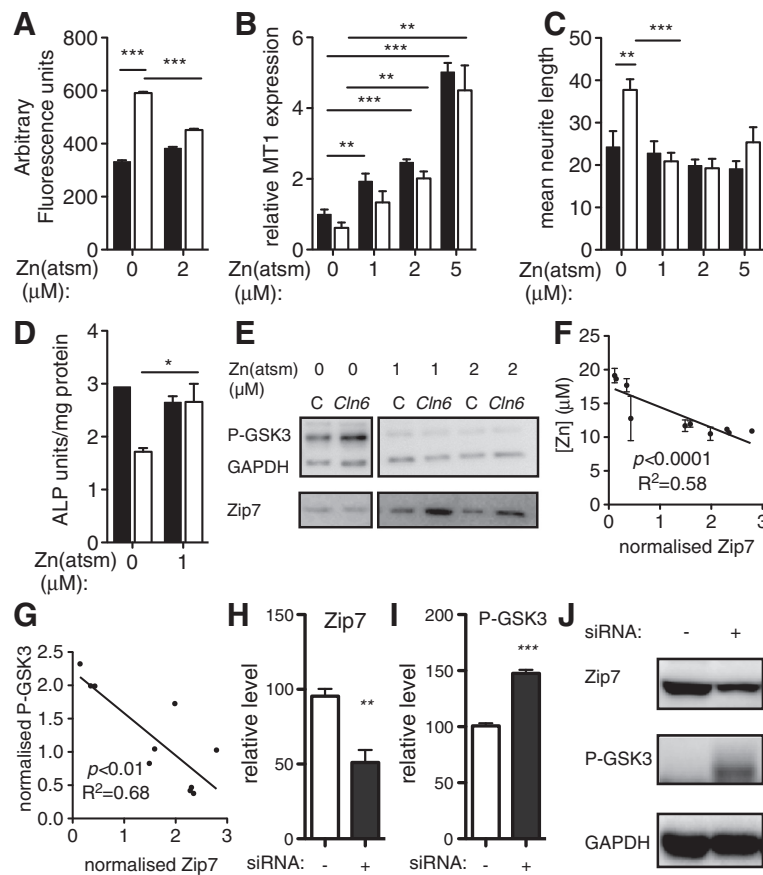 A
Arbitrary
Fluorescence units
800
600
400
200
0
***
***
Zn(atsm)
(μM):
0 2
B
relative MT1 expression
6
4
2
0
**
***
**
***
**
Zn(atsm)
(μM):
0 1 2 5
C
mean neurite length
50
40
30
20
10
0
** ***
Zn(atsm)
(μM):
0 1 2 5
D
ALP units/mg protein
4
3
2
1
0
*
Zn(atsm)
(μM):
0 1
E
Zn(atsm)
(μM)
0 0 1 1 2 2
C Cln6 C Cln6 C Cln6
P-GSK3
GAPDH
Zip7
F
[Zn] (μM)
25
20
15
10
5
0
p<0.0001
R²=0.58
0 1 2 3
normalised Zip7
G
normalised P-GSK3
2.5
2.0
1.5
1.0
0.5
0.0
p<0.01
R²=0.68
0 1 2 3
normalised Zip7
H
Zip7
relative level
150
100
50
0
**
siRNA: - +
I
P-GSK3
relative level
200
150
100
50
0
***
siRNA: - +
J
siRNA: - +
Zip7
P-GSK3
GAPDH